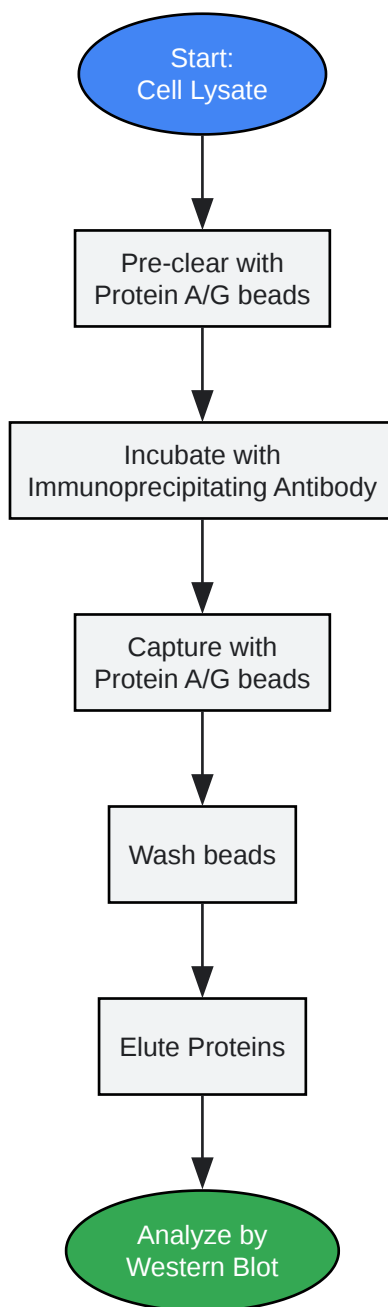 Start:
Cell Lysate
Pre-clear with
Protein A/G beads
Incubate with
Immunoprecipitating Antibody
Capture with
Protein A/G beads
Wash beads
Elute Proteins
Analyze by
Western Blot